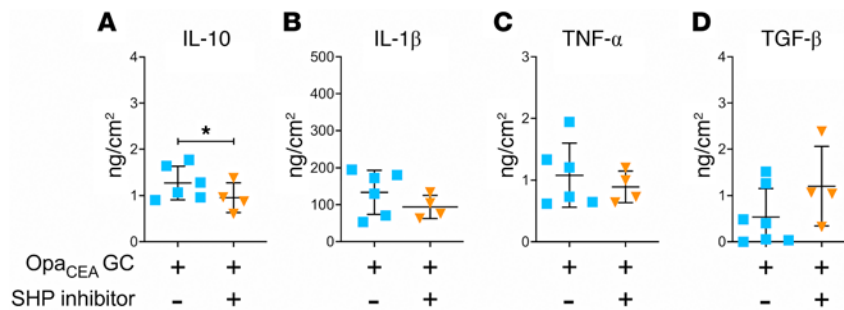 A B C D
IL-10 IL-1β TNF-α TGF-β
ng/cm² ng/cm² ng/cm² ng/cm²
4 500 3 4
3 400 2 3
2 300 1 2
1 200 0 1
0 100 0
0
*
OpaCEA GC + + + + + + + +
SHP inhibitor - + - + - + - +